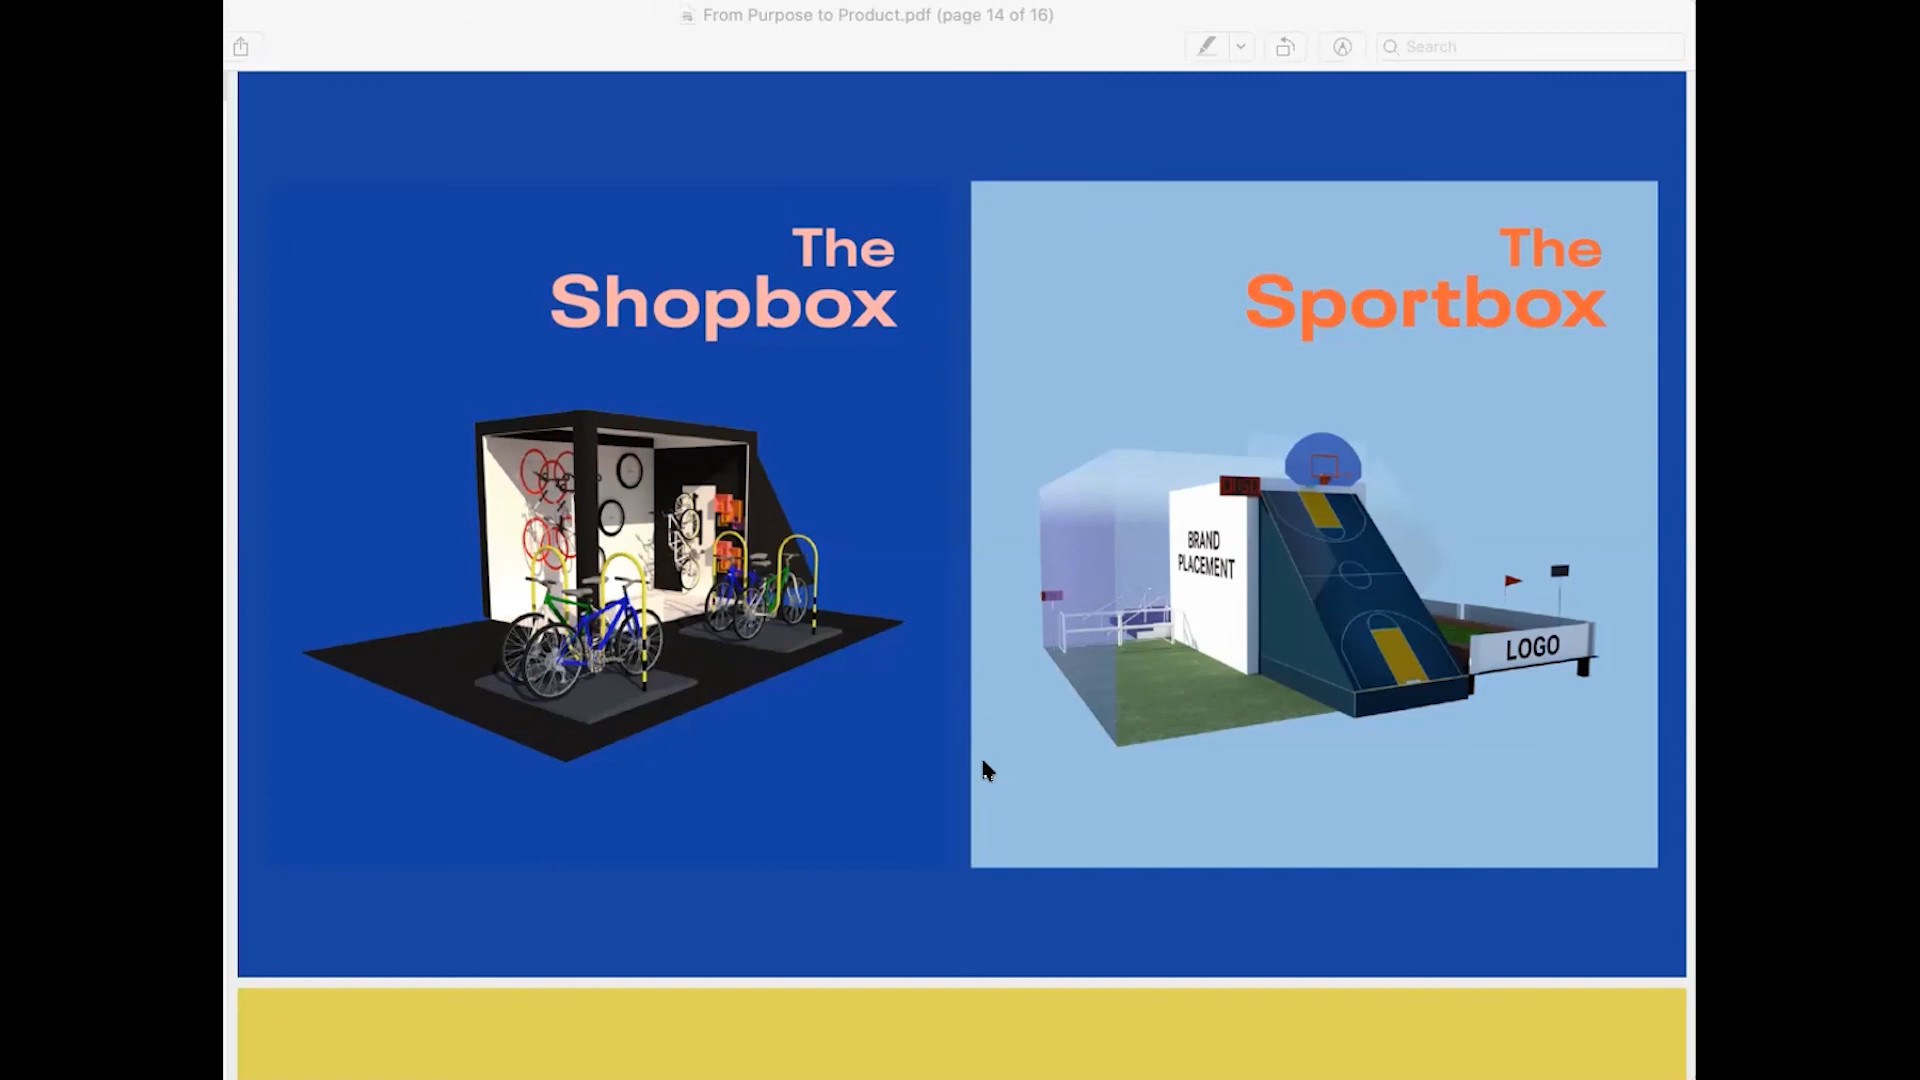 From Purpose to Product.pdf (page 14 of 16)
Search
The
Shopbox
The
Sportbox
BRAND
PLACEMENT
LOGO